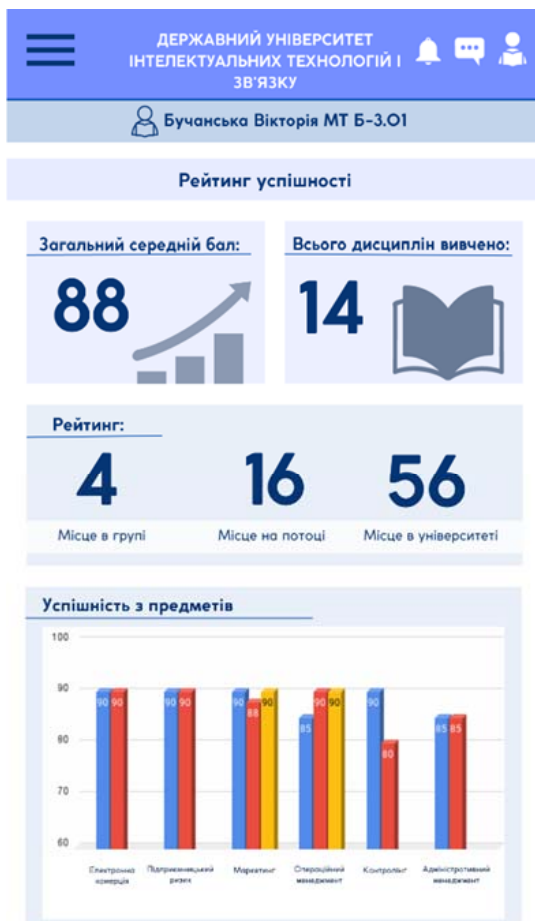 ДЕРЖАВНИЙ УНІВЕРСИТЕТ
ІНТЕЛЕКТУАЛЬНИХ ТЕХНОЛОГІЙ І
ЗВ'ЯЗКУ
Бучанська Вікторія МТ Б-3.01
Рейтинг успішності
Загальний середній бал:
88
Всього дисциплін вивчено:
14
Рейтинг:
4 16 56
Місце в групі Місце на потоці Місце в університеті
Успішність з предметів
100
90
80
70
60
90 90 90 90 90 88 90 85 90 90 90 80 85 85
Електронна Підприємницький Маркетинг Операційний Контролінг Адміністративний
комерція ризик менеджмент менеджмент